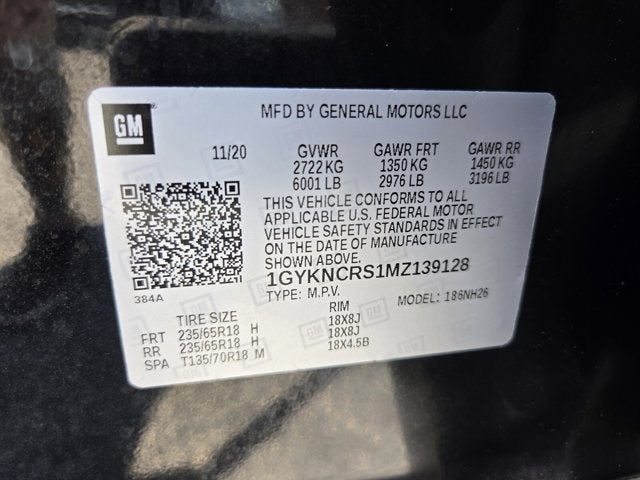 GM
MFD BY GENERAL MOTORS LLC
11/20 GVWR GAWR FRT GAWR RR
2722 KG 1350 KG 1450 KG
6001 LB 2976 LB 3196 LB
THIS VEHICLE CONFORMS TO ALL
APPLICABLE U.S. FEDERAL MOTOR
VEHICLE SAFETY STANDARDS IN EFFECT
ON THE DATE OF MANUFACTURE
SHOWN ABOVE.
1GYKNCRS1MZ139128
384A
TYPE: M.P.V. MODEL: 186NH26
TIRE SIZE RIM
FRT 235/65R18 H 18X8J
RR 235/65R18 H 18X8J
SPA T135/70R18 M 18X4.5B